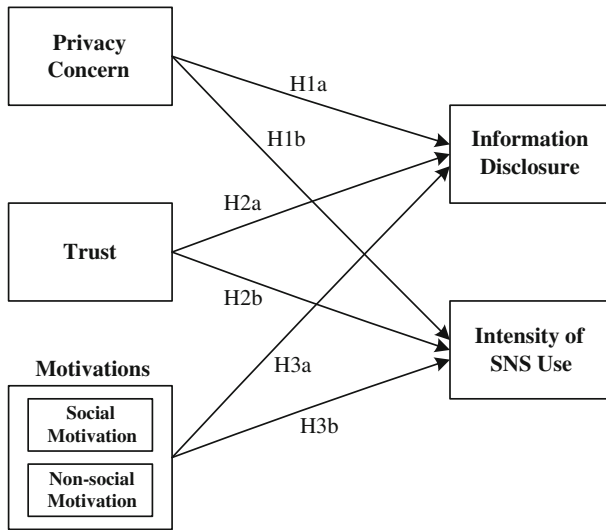 Privacy
Concern
H1a
H1b
Information
Disclosure
H2a
Trust
H2b
Intensity of
SNS Use
Motivations
H3a
Social
Motivation
H3b
Non-social
Motivation